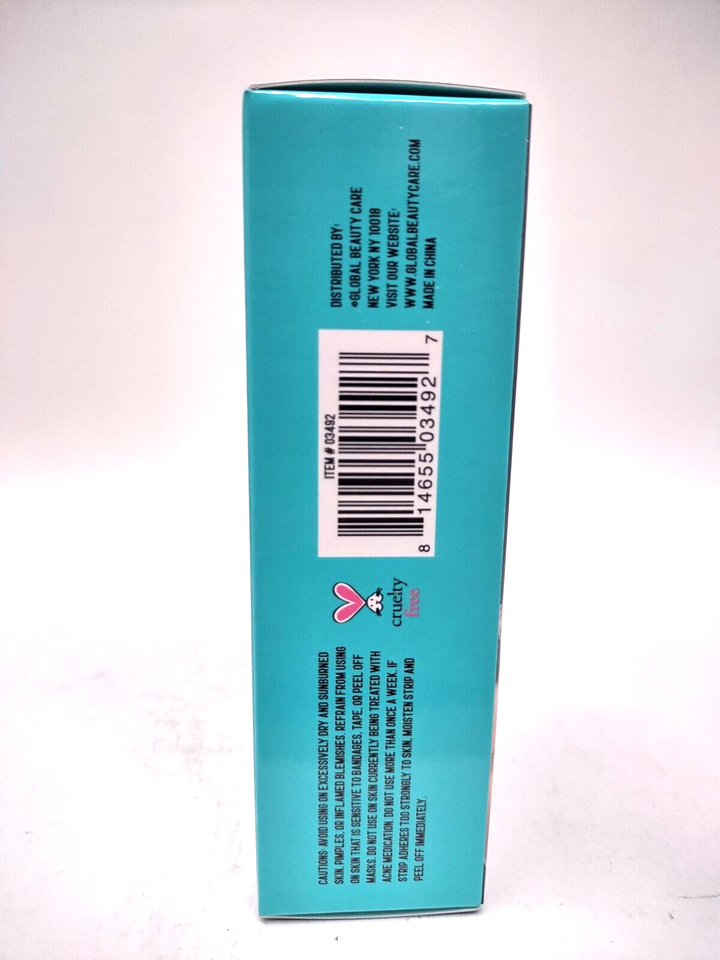 CAUTIONS: AVOID USING ON EXCESSIVELY DRY AND SUNBURNED
SKIN, PIMPLES, OR INFLAMED BLEMISHES. REFRAIN FROM USING
ON SKIN THAT IS SENSITIVE TO BANDAGES, TAPE, OR PEEL OFF
MASKS. DO NOT USE ON SKIN CURRENTLY BEING TREATED WITH
ACNE MEDICATION. DO NOT USE MORE THAN ONCE A WEEK. IF
STRIP ADHERES TOO STRONGLY TO SKIN, MOISTEN STRIP AND
PEEL OFF IMMEDIATELY.
cruelty
free
ITEM # 03492
8 14655 03492 7
DISTRIBUTED BY:
©GLOBAL BEAUTY CARE
NEW YORK NY 10018
VISIT OUR WEBSITE:
WWW.GLOBALBEAUTYCARE.COM
MADE IN CHINA